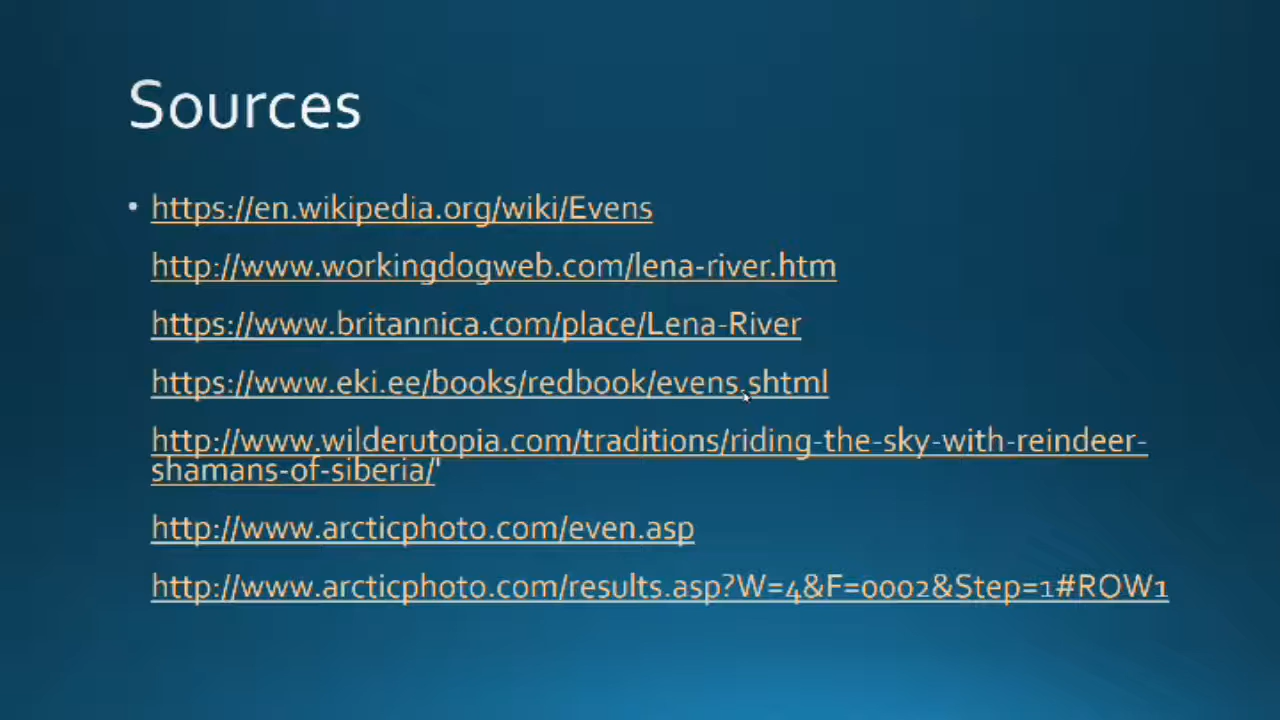 Sources
• https://en.wikipedia.org/wiki/Evens
http://www.workingdogweb.com/lena-river.htm
https://www.britannica.com/place/Lena-River
https://www.eki.ee/books/redbook/evens.shtml
http://www.wilderutopia.com/traditions/riding-the-sky-with-reindeer-
shamans-of-siberia/'
http://www.arcticphoto.com/even.asp
http://www.arcticphoto.com/results.asp?W=4&F=0002&Step=1#ROW1